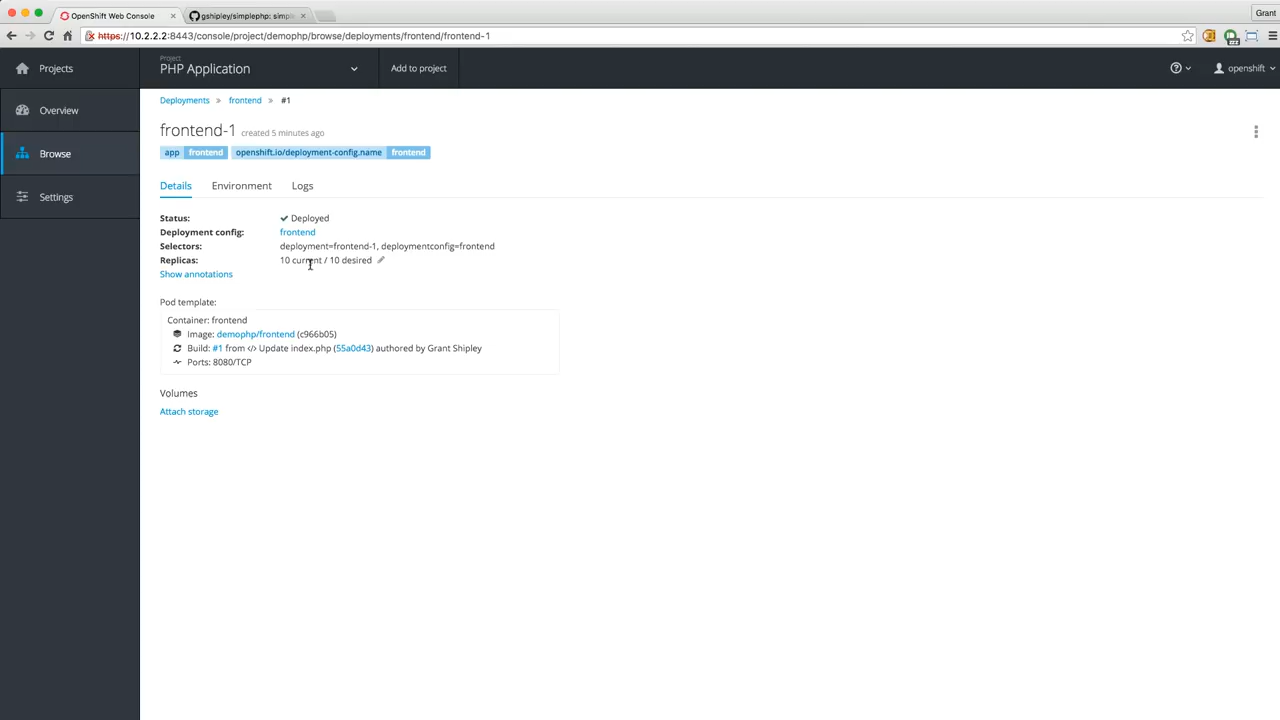 OpenShift Web Console
gshipley/simplephp: simpl
Grant
https://10.2.2.2:8443/console/project/demophp/browse/deployments/frontend/frontend-1
Projects
Project
PHP Application
Add to project
openshift
Overview
Browse
Settings
Deployments » frontend » #1
frontend-1 created 5 minutes ago
app frontend openshift.io/deployment-config.name frontend
Details Environment Logs
Status: Deployed
Deployment config: frontend
Selectors: deployment=frontend-1, deploymentconfig=frontend
Replicas: 10 current / 10 desired
Show annotations
Pod template:
Container: frontend
Image: demophp/frontend (c966b05)
Build: #1 from </> Update index.php (55a0d43) authored by Grant Shipley
Ports: 8080/TCP
Volumes
Attach storage